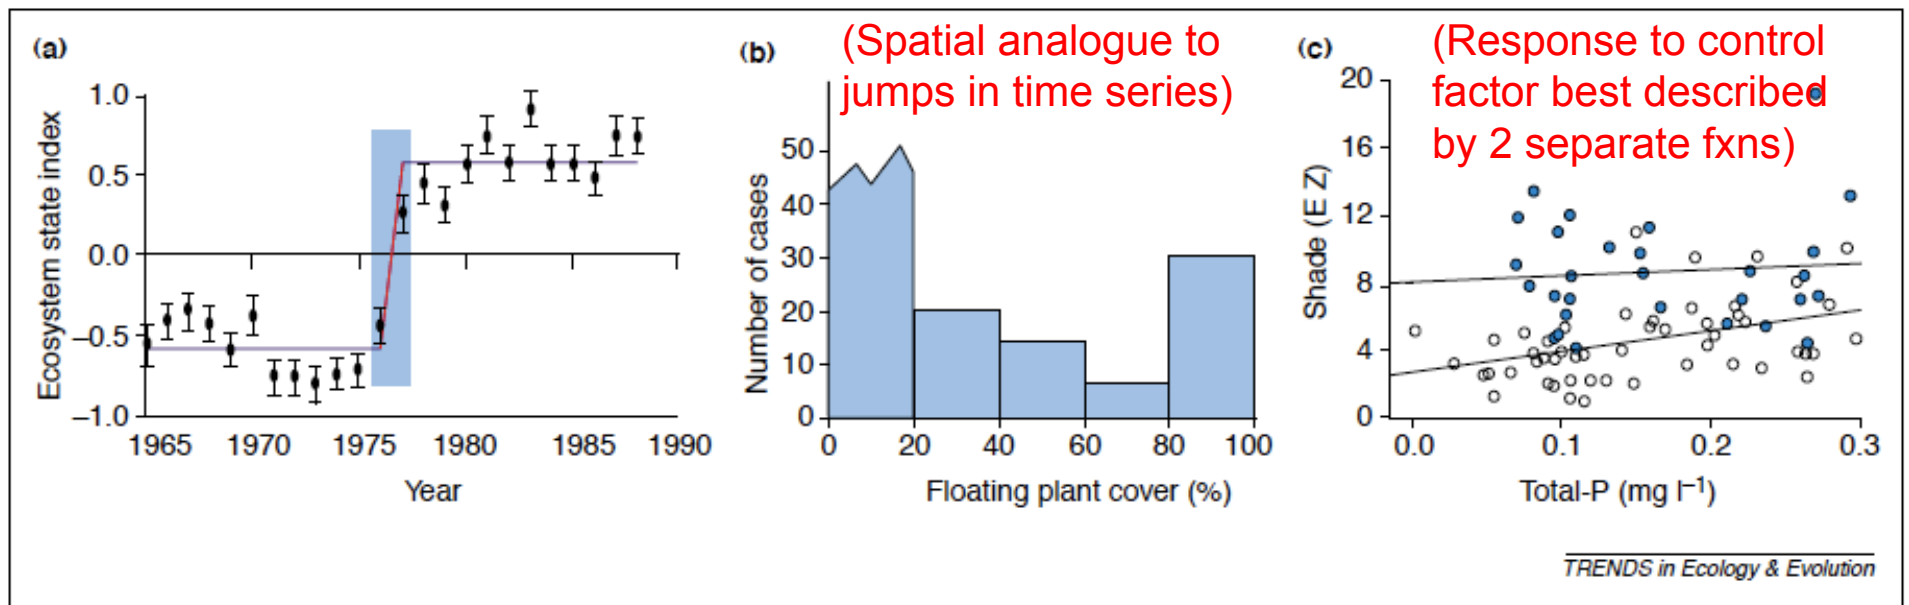 (a)
1.0
0.5
0.0
–0.5
–1.0
Ecosystem state index
1965 1970 1975 1980 1985 1990
Year
(b)
(Spatial analogue to
jumps in time series)
50
40
30
20
10
0
Number of cases
0 20 40 60 80 100
Floating plant cover (%)
(c)
(Response to control
factor best described
by 2 separate fxns)
20
16
12
8
4
0
Shade (E Z)
0.0 0.1 0.2 0.3
Total-P (mg l–1)
TRENDS in Ecology & Evolution